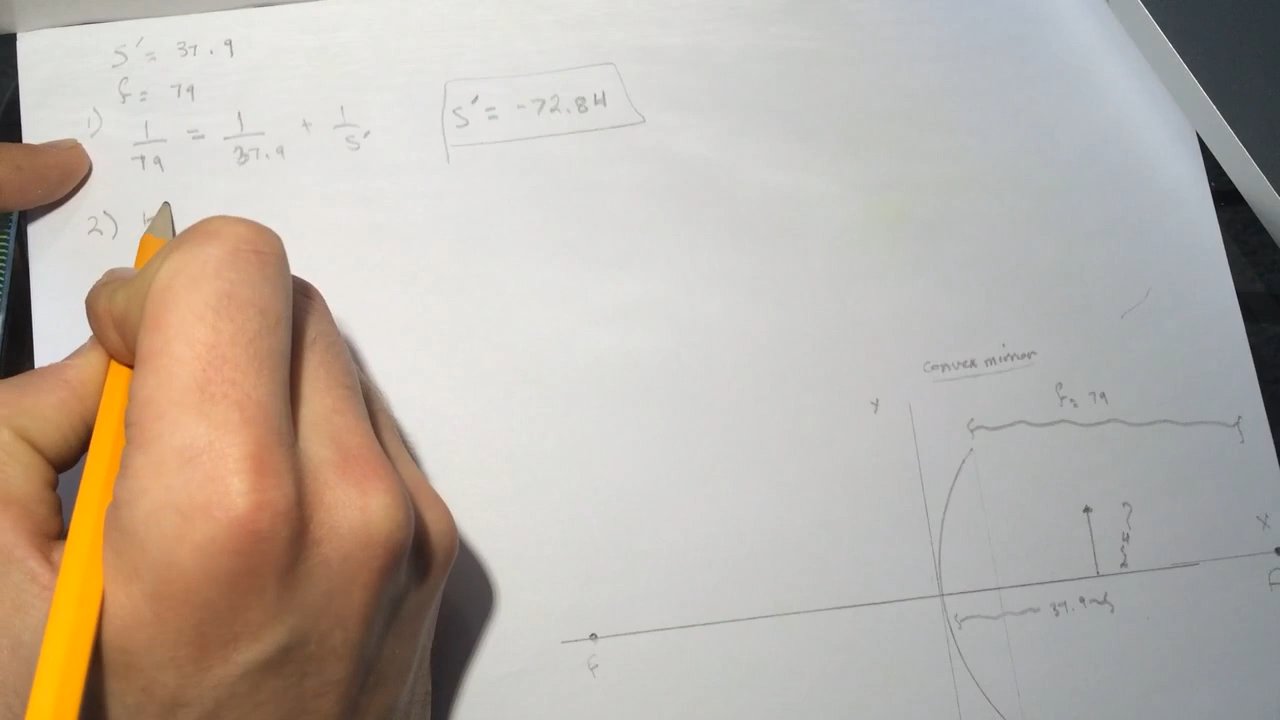 S' = 37.9
f = 79
1) 1/79 = 1/37.9 + 1/S'
S' = -72.84
2)
convex mirror
Y
f = 79
X
37.9
F